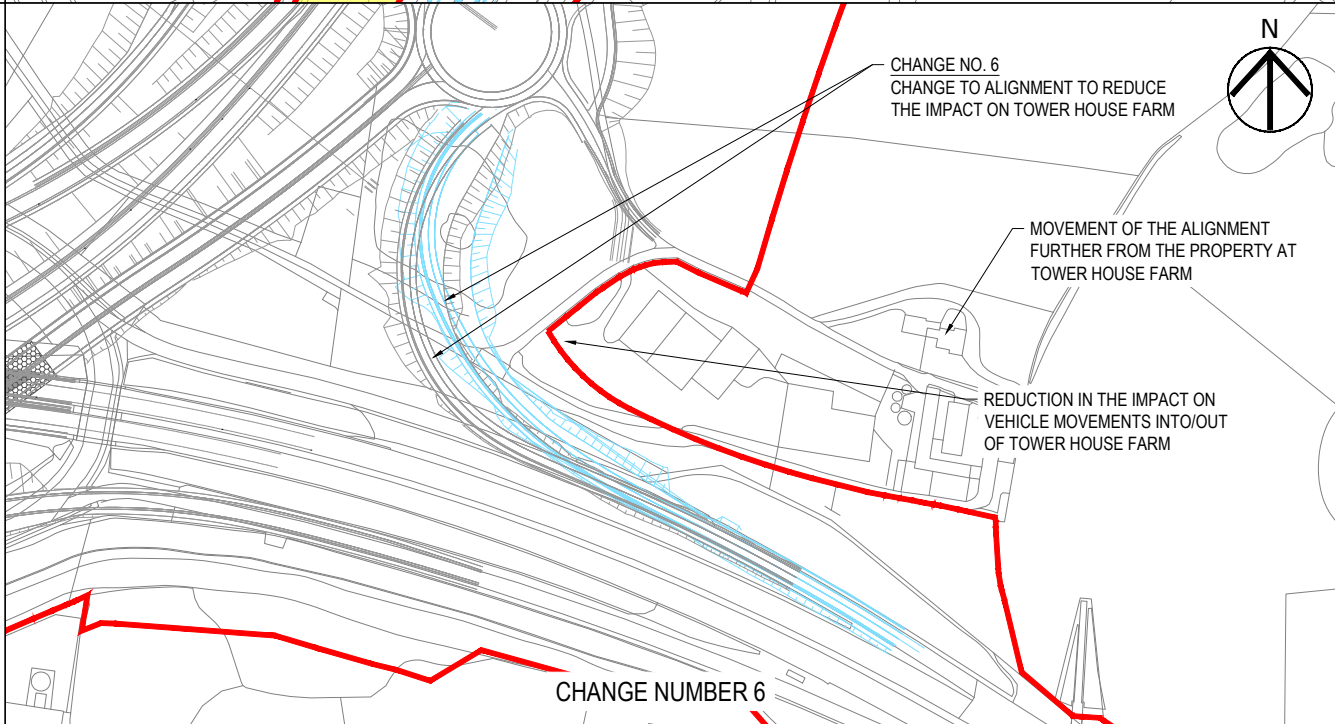 CHANGE NO. 6
CHANGE TO ALIGNMENT TO REDUCE
THE IMPACT ON TOWER HOUSE FARM
N
MOVEMENT OF THE ALIGNMENT
FURTHER FROM THE PROPERTY AT
TOWER HOUSE FARM
REDUCTION IN THE IMPACT ON
VEHICLE MOVEMENTS INTO/OUT
OF TOWER HOUSE FARM
CHANGE NUMBER 6